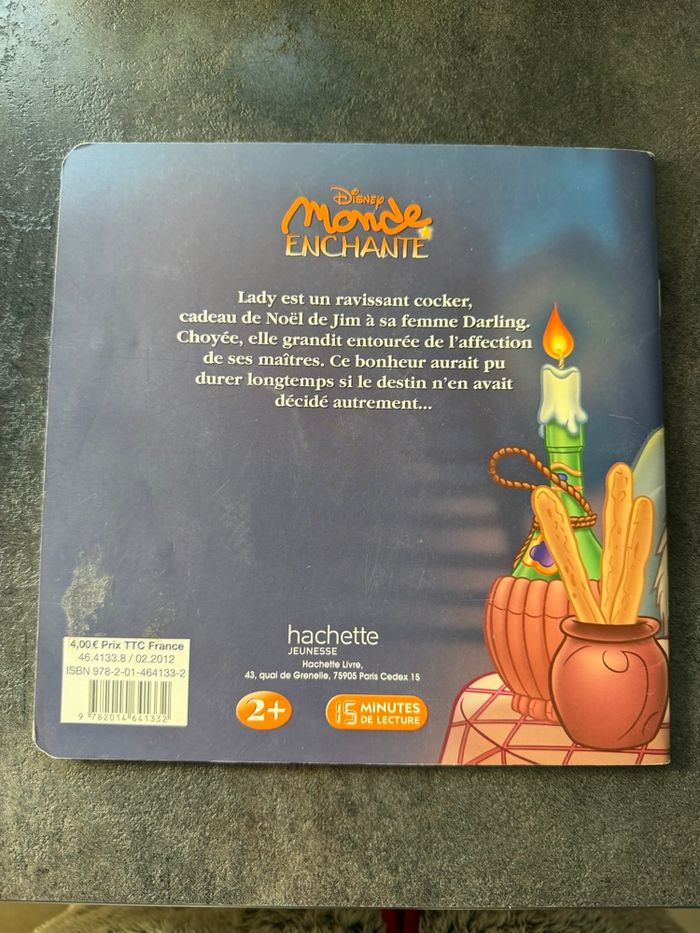 Disney
Monde
ENCHANTÉ
Lady est un ravissant cocker,
cadeau de Noël de Jim à sa femme Darling.
Choyée, elle grandit entourée de l'affection
de ses maîtres. Ce bonheur aurait pu
durer longtemps si le destin n'en avait
décidé autrement...
4,00 € Prix TTC France
46.4133.8 / 02.2012
ISBN 978-2-01-464133-2
9 782014 641332
hachette
JEUNESSE
Hachette Livre,
43, quai de Grenelle, 75905 Paris Cedex 15
2+
15 MINUTES
DE LECTURE